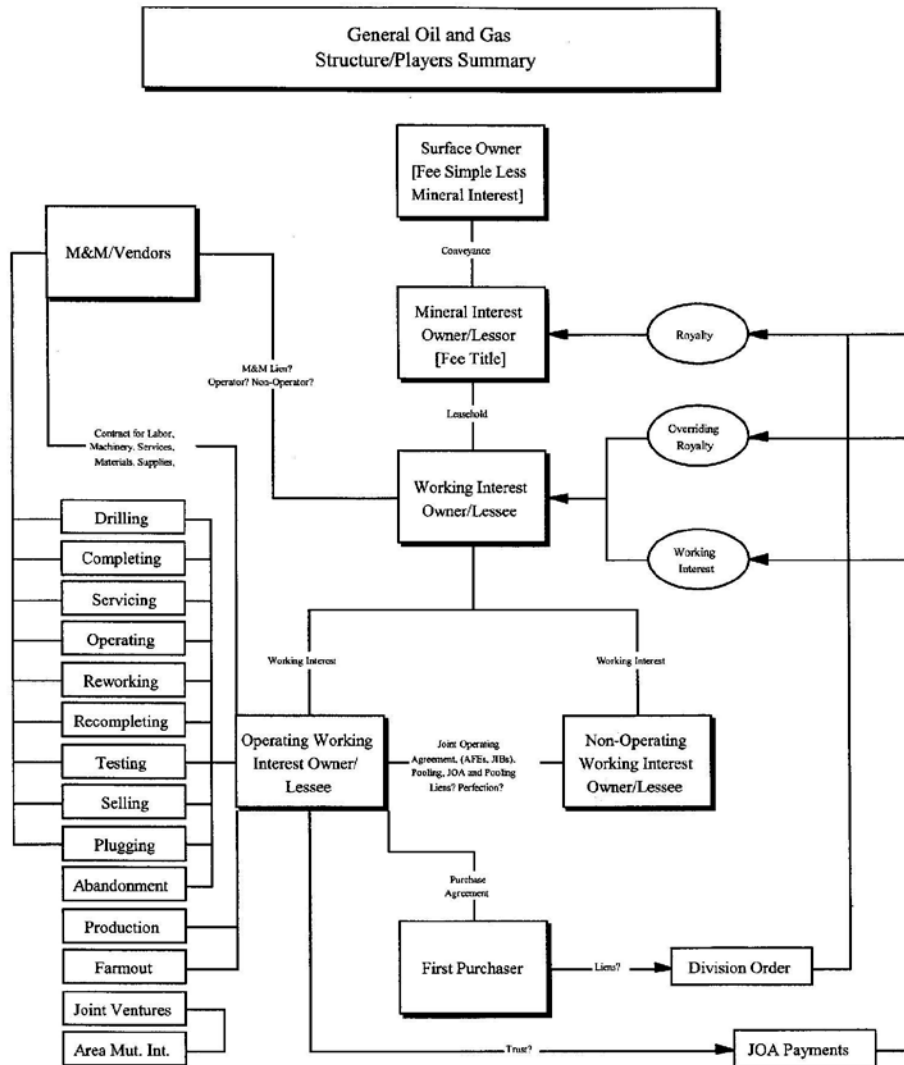 General Oil and Gas
Structure/Players Summary
Surface Owner
[Fee Simple Less
Mineral Interest]
Conveyance
M&M/Vendors
Mineral Interest
Owner/Lessor
[Fee Title]
Royalty
M&M Lien?
Operator? Non-Operator?
Leasehold
Contract for Labor,
Machinery, Services,
Materials, Supplies,
Overriding
Royalty
Working Interest
Owner/Lessee
Drilling
Completing
Servicing
Operating
Reworking
Recompleting
Testing
Selling
Plugging
Abandonment
Production
Farmout
Joint Ventures
Area Mut. Int.
Working
Interest
Working Interest
Working Interest
Operating Working
Interest Owner/
Lessee
Joint Operating
Agreement, (AFEs, JIBs),
Pooling, JOA and Pooling
Liens? Perfection?
Non-Operating
Working Interest
Owner/Lessee
Purchase
Agreement
First Purchaser
Liens?
Division Order
Trust?
JOA Payments